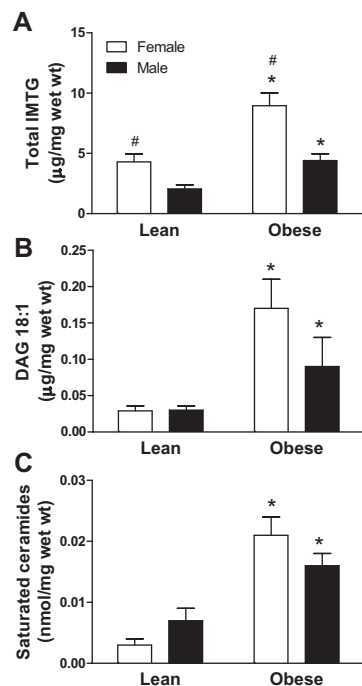 A
Female
Male
Total IMTG
(μg/mg wet wt)
15
10
5
0
#
#
*
*
Lean
Obese
B
DAG 18:1
(μg/mg wet wt)
0.25
0.20
0.15
0.10
0.05
0.00
*
*
Lean
Obese
C
Saturated ceramides
(nmol/mg wet wt)
0.03
0.02
0.01
0.00
*
*
Lean
Obese